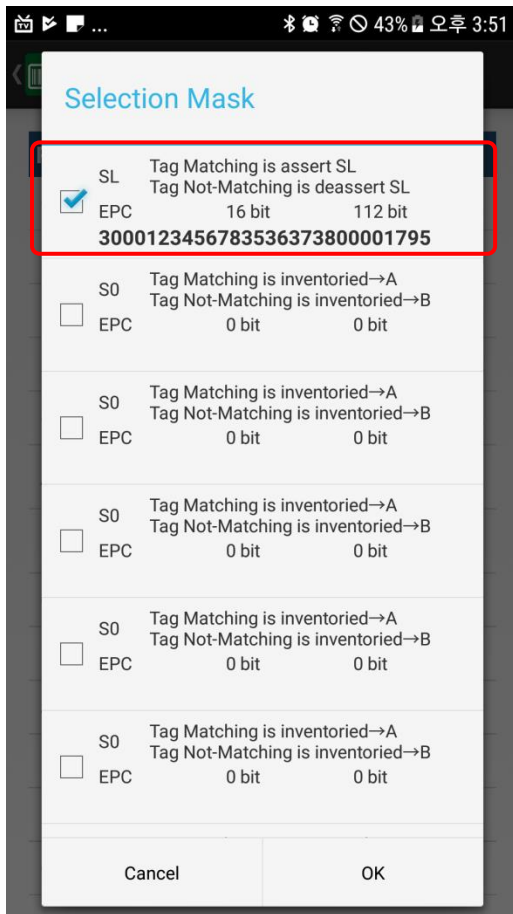 ... 43% 오후 3:51
Selection Mask
SL Tag Matching is assert SL
Tag Not-Matching is deassert SL
EPC 16 bit 112 bit
3000123456783536373800001795
S0 Tag Matching is inventoried→A
Tag Not-Matching is inventoried→B
EPC 0 bit 0 bit
S0 Tag Matching is inventoried→A
Tag Not-Matching is inventoried→B
EPC 0 bit 0 bit
S0 Tag Matching is inventoried→A
Tag Not-Matching is inventoried→B
EPC 0 bit 0 bit
S0 Tag Matching is inventoried→A
Tag Not-Matching is inventoried→B
EPC 0 bit 0 bit
S0 Tag Matching is inventoried→A
Tag Not-Matching is inventoried→B
EPC 0 bit 0 bit
Cancel OK